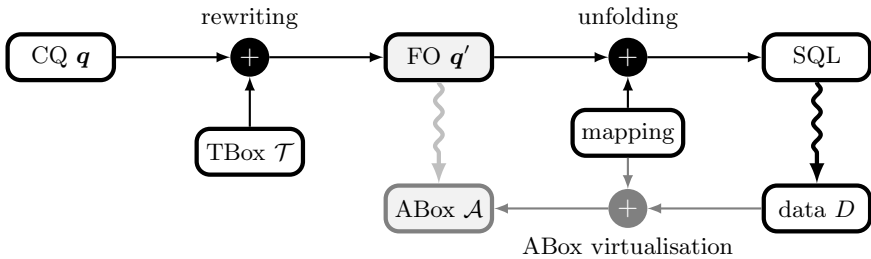 rewriting
unfolding
CQ q
+
FO q′
+
SQL
TBox 𝒯
mapping
ABox 𝒜
+
data D
ABox virtualisation